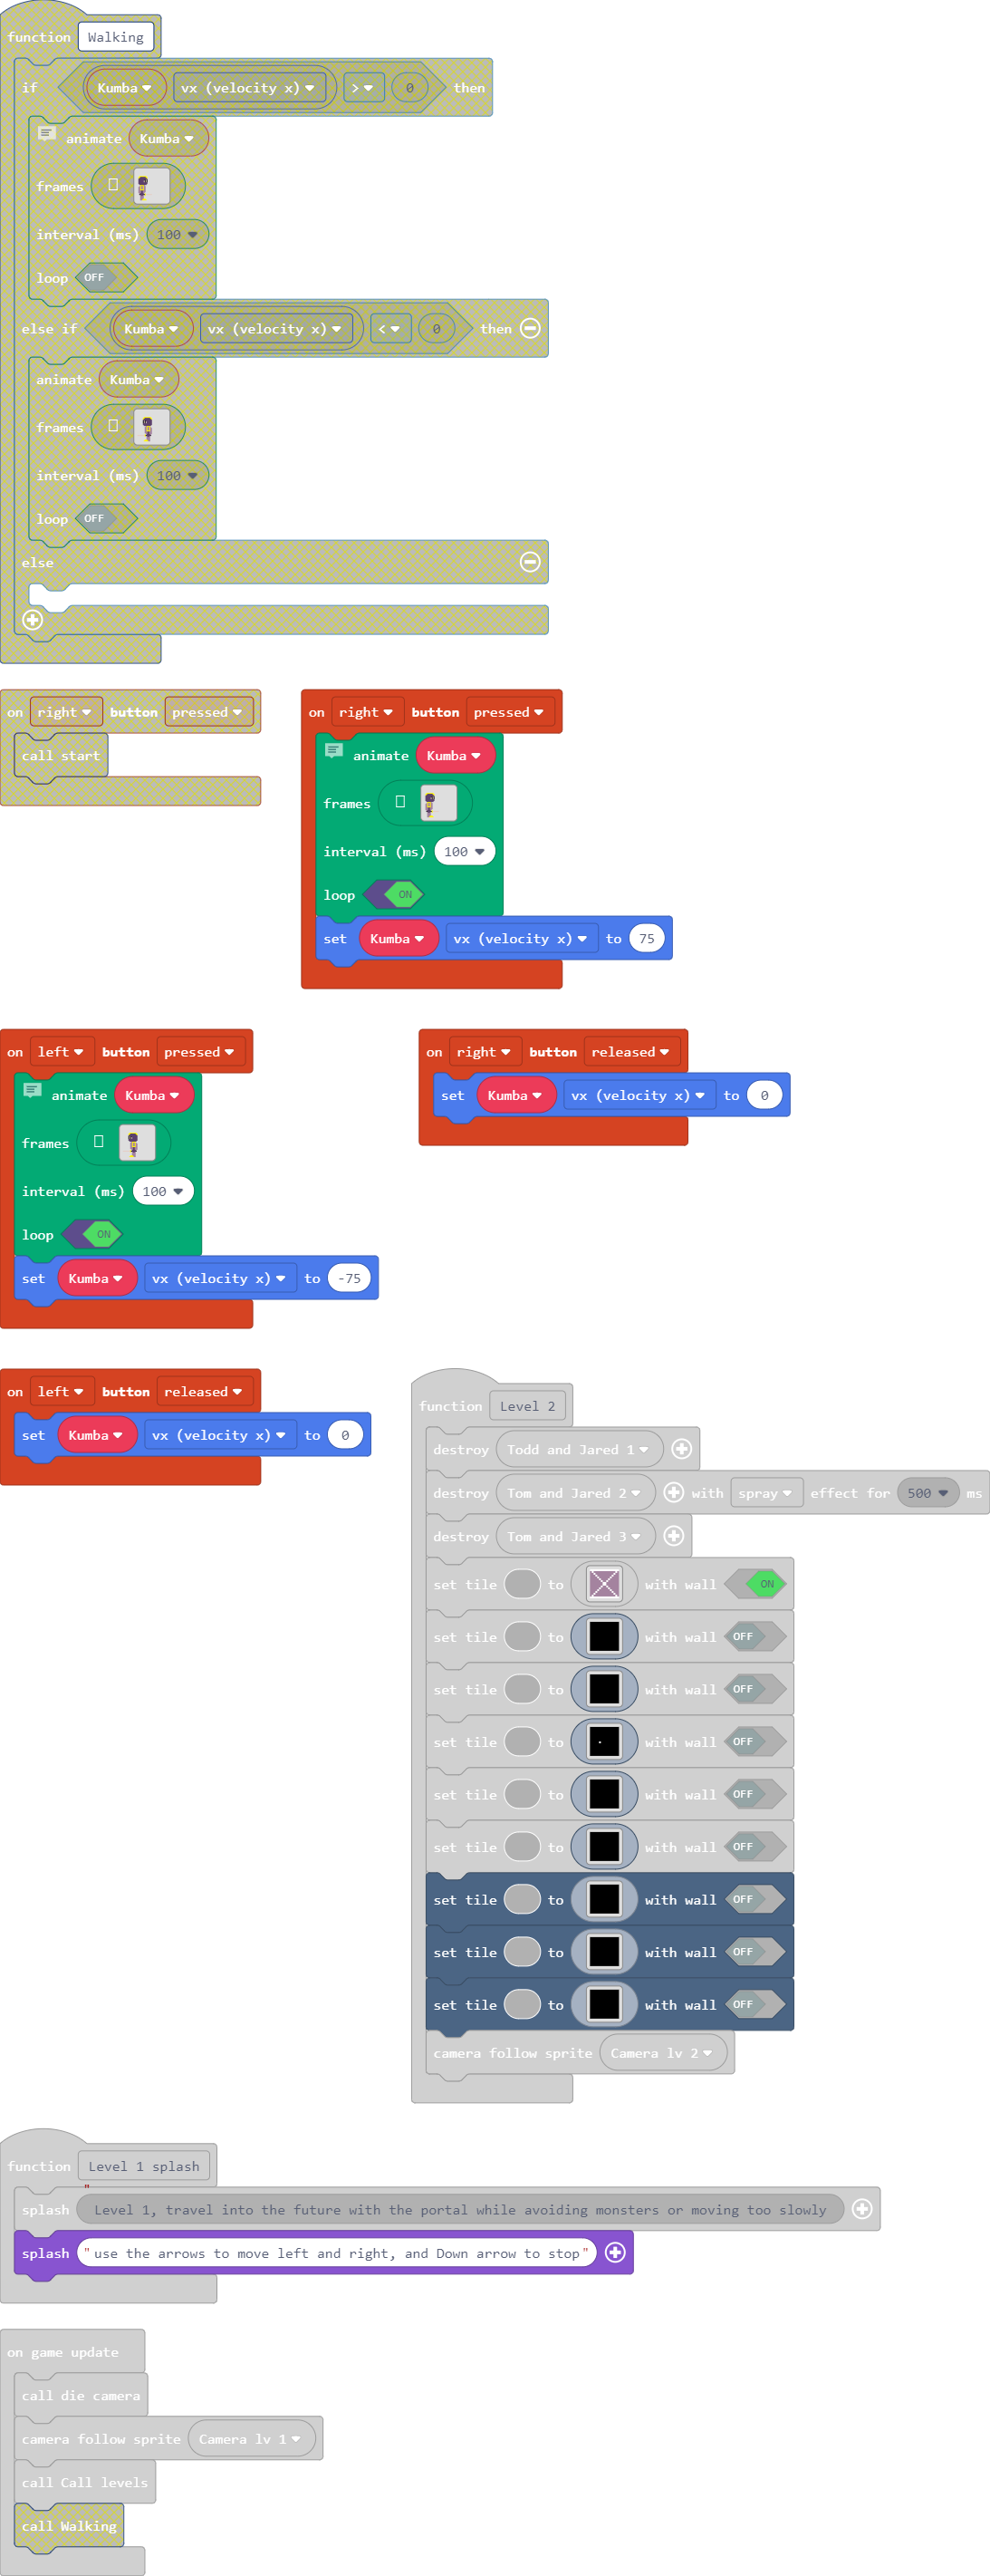 function Walking
if Kumba vx (velocity x) > 0 then
animate Kumba
frames
interval (ms) 100
loop OFF
else if Kumba vx (velocity x) < 0 then
animate Kumba
frames
interval (ms) 100
loop OFF
else
on right button pressed
call start
on right button pressed
animate Kumba
frames
interval (ms) 100
loop ON
set Kumba vx (velocity x) to 75
on left button pressed
animate Kumba
frames
interval (ms) 100
loop ON
set Kumba vx (velocity x) to -75
on right button released
set Kumba vx (velocity x) to 0
on left button released
set Kumba vx (velocity x) to 0
function Level 2
destroy Todd and Jared 1
destroy Tom and Jared 2 with spray effect for 500 ms
destroy Tom and Jared 3
set tile to with wall ON
set tile to with wall OFF
set tile to with wall OFF
set tile to with wall OFF
set tile to with wall OFF
set tile to with wall OFF
set tile to with wall OFF
set tile to with wall OFF
set tile to with wall OFF
camera follow sprite Camera lv 2
function Level 1 splash
splash " Level 1, travel into the future with the portal while avoiding monsters or moving too slowly
splash "use the arrows to move left and right, and Down arrow to stop"
on game update
call die camera
camera follow sprite Camera lv 1
call Call levels
call Walking